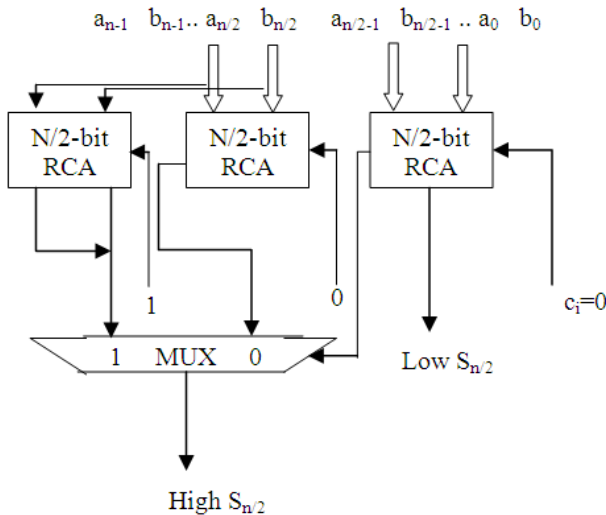 aₙ₋₁ bₙ₋₁.. aₙ/₂ bₙ/₂ aₙ/₂₋₁ bₙ/₂₋₁ .. a₀ b₀
N/2-bit RCA
N/2-bit RCA
N/2-bit RCA
1
0
cᵢ=0
1 MUX 0
Low Sₙ/₂
High Sₙ/₂